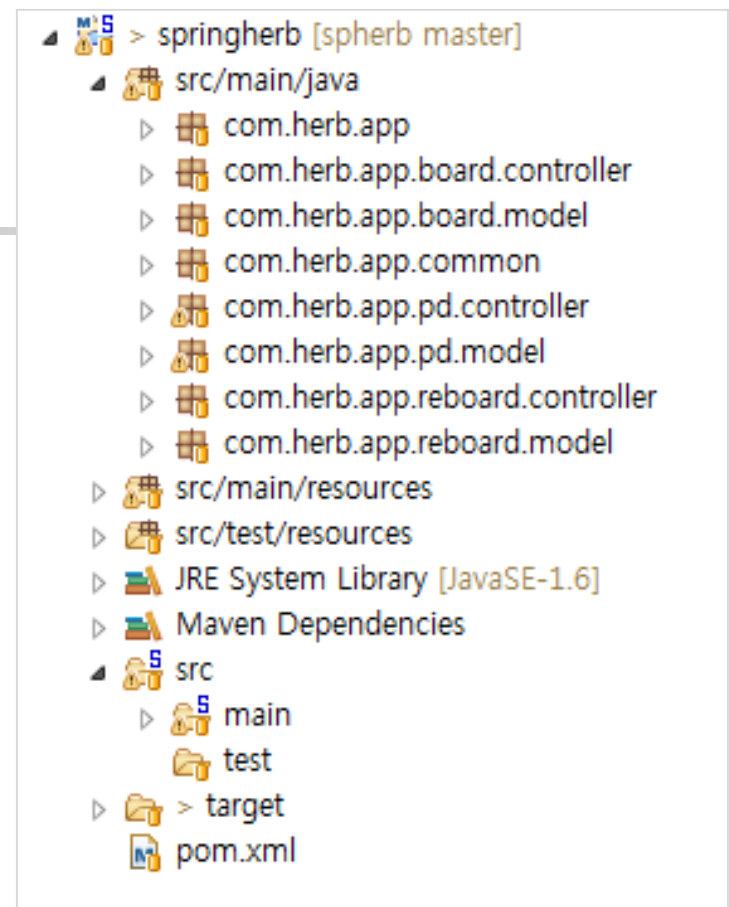 > springherb [spherb master]
src/main/java
com.herb.app
com.herb.app.board.controller
com.herb.app.board.model
com.herb.app.common
com.herb.app.pd.controller
com.herb.app.pd.model
com.herb.app.reboard.controller
com.herb.app.reboard.model
src/main/resources
src/test/resources
JRE System Library [JavaSE-1.6]
Maven Dependencies
src
main
test
> target
pom.xml